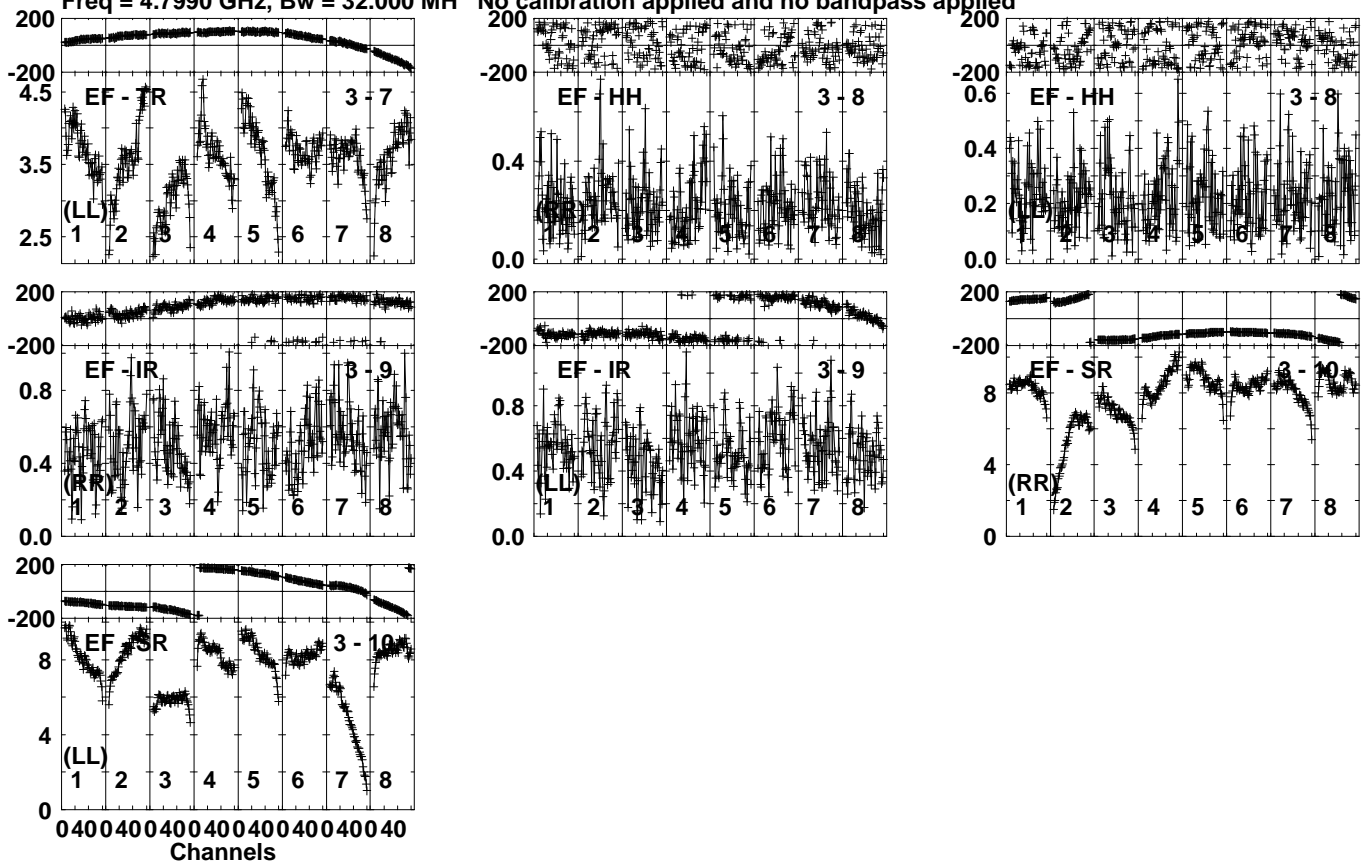 Freq = 4.7990 GHz, Bw = 32.000 MH No calibration applied and no bandpass applied
200
-200
EF - TR 3 - 7
4.5
3.5
2.5
(LL)
1 2 3 4 5 6 7 8
200
-200
EF - HH 3 - 8
0.4
0.0
(RR)
1 2 3 4 5 6 7 8
200
-200
EF - HH 3 - 8
0.6
0.4
0.2
0.0
(LL)
1 2 3 4 5 6 7 8
200
-200
EF - IR 3 - 9
0.8
0.4
0.0
(RR)
1 2 3 4 5 6 7 8
200
-200
EF - IR 3 - 9
0.8
0.4
0.0
(LL)
1 2 3 4 5 6 7 8
200
-200
EF - SR 3 - 10
8
4
0
(RR)
1 2 3 4 5 6 7 8
200
-200
EF - SR 3 - 10
8
4
0
(LL)
1 2 3 4 5 6 7 8
0 40 0 40 0 40 0 40 0 40 0 40 0 40 0 40
Channels